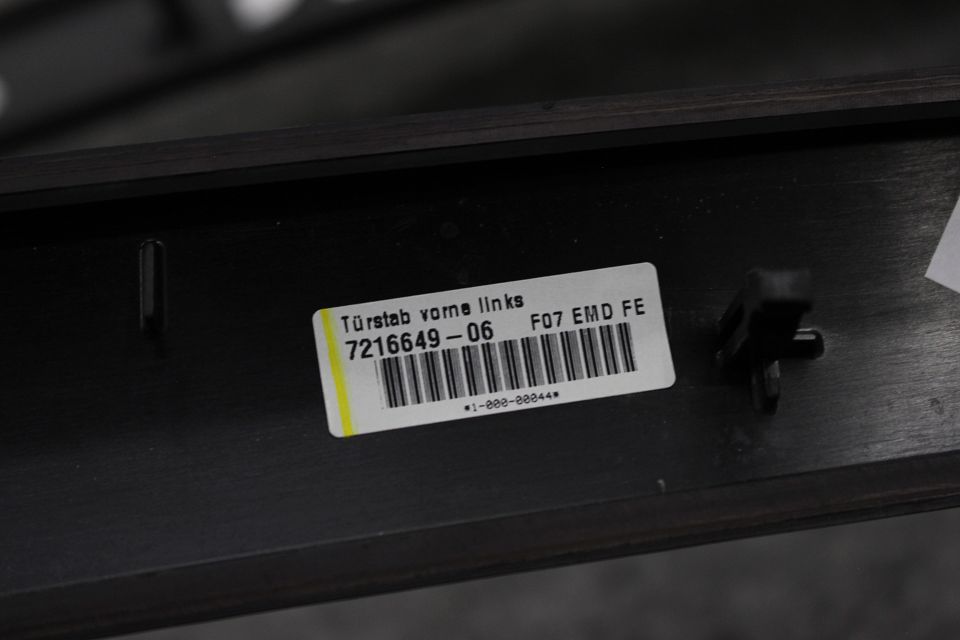 Türstab vorne links
7216649-06 F07 EMD FE
*1-000-00044*